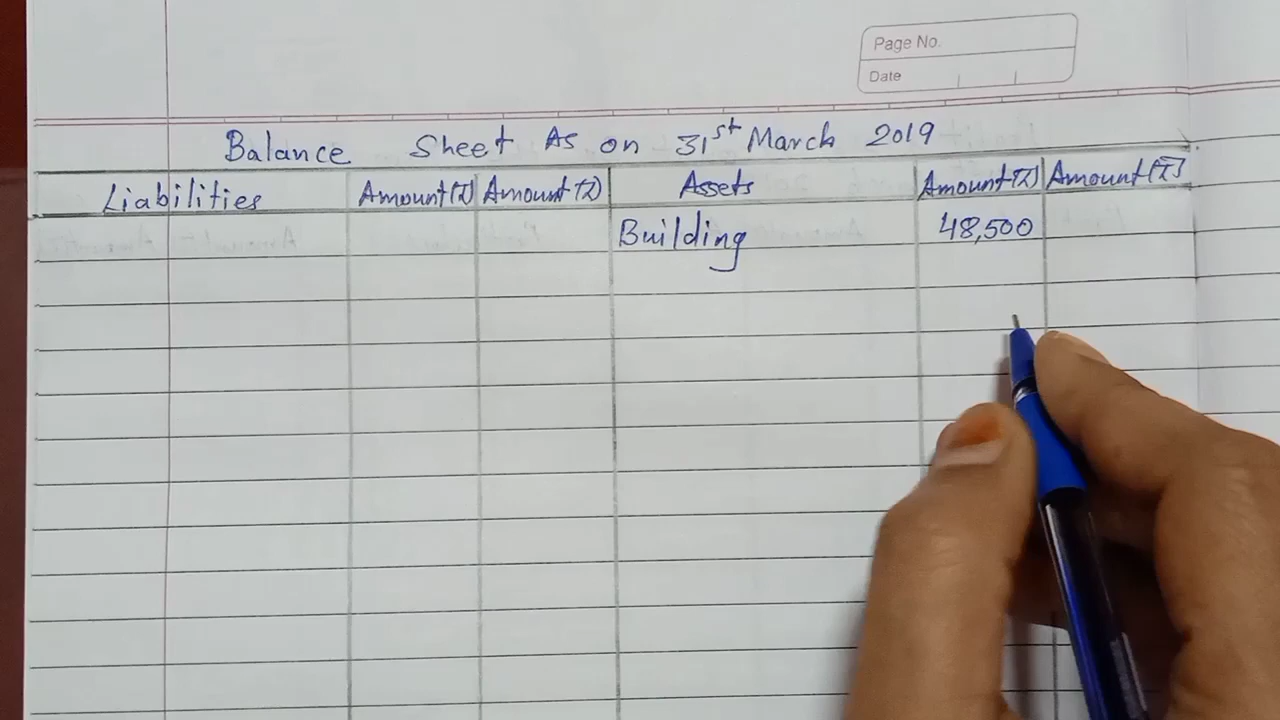 Page No.
Date
Balance Sheet As on 31st March 2019
Liabilities Amount(₹) Amount(₹) Assets Amount(₹) Amount(₹)
Building 48,500